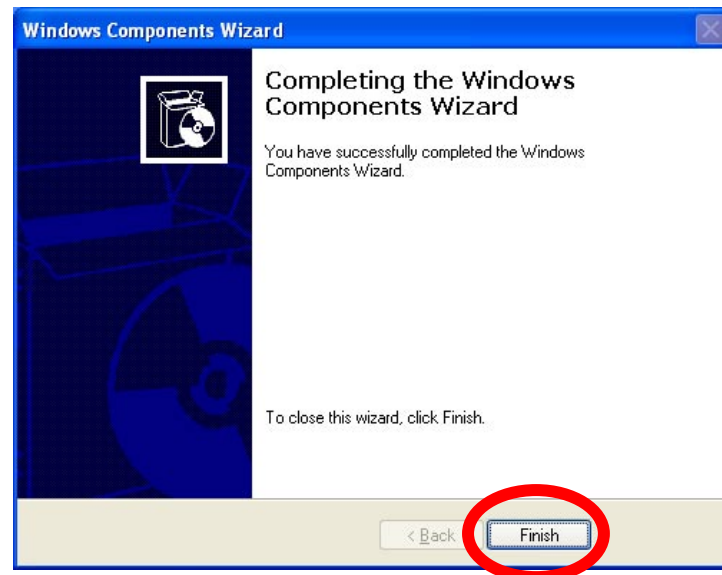 Windows Components Wizard
Completing the Windows
Components Wizard
You have successfully completed the Windows
Components Wizard.
To close this wizard, click Finish.
< Back
Finish